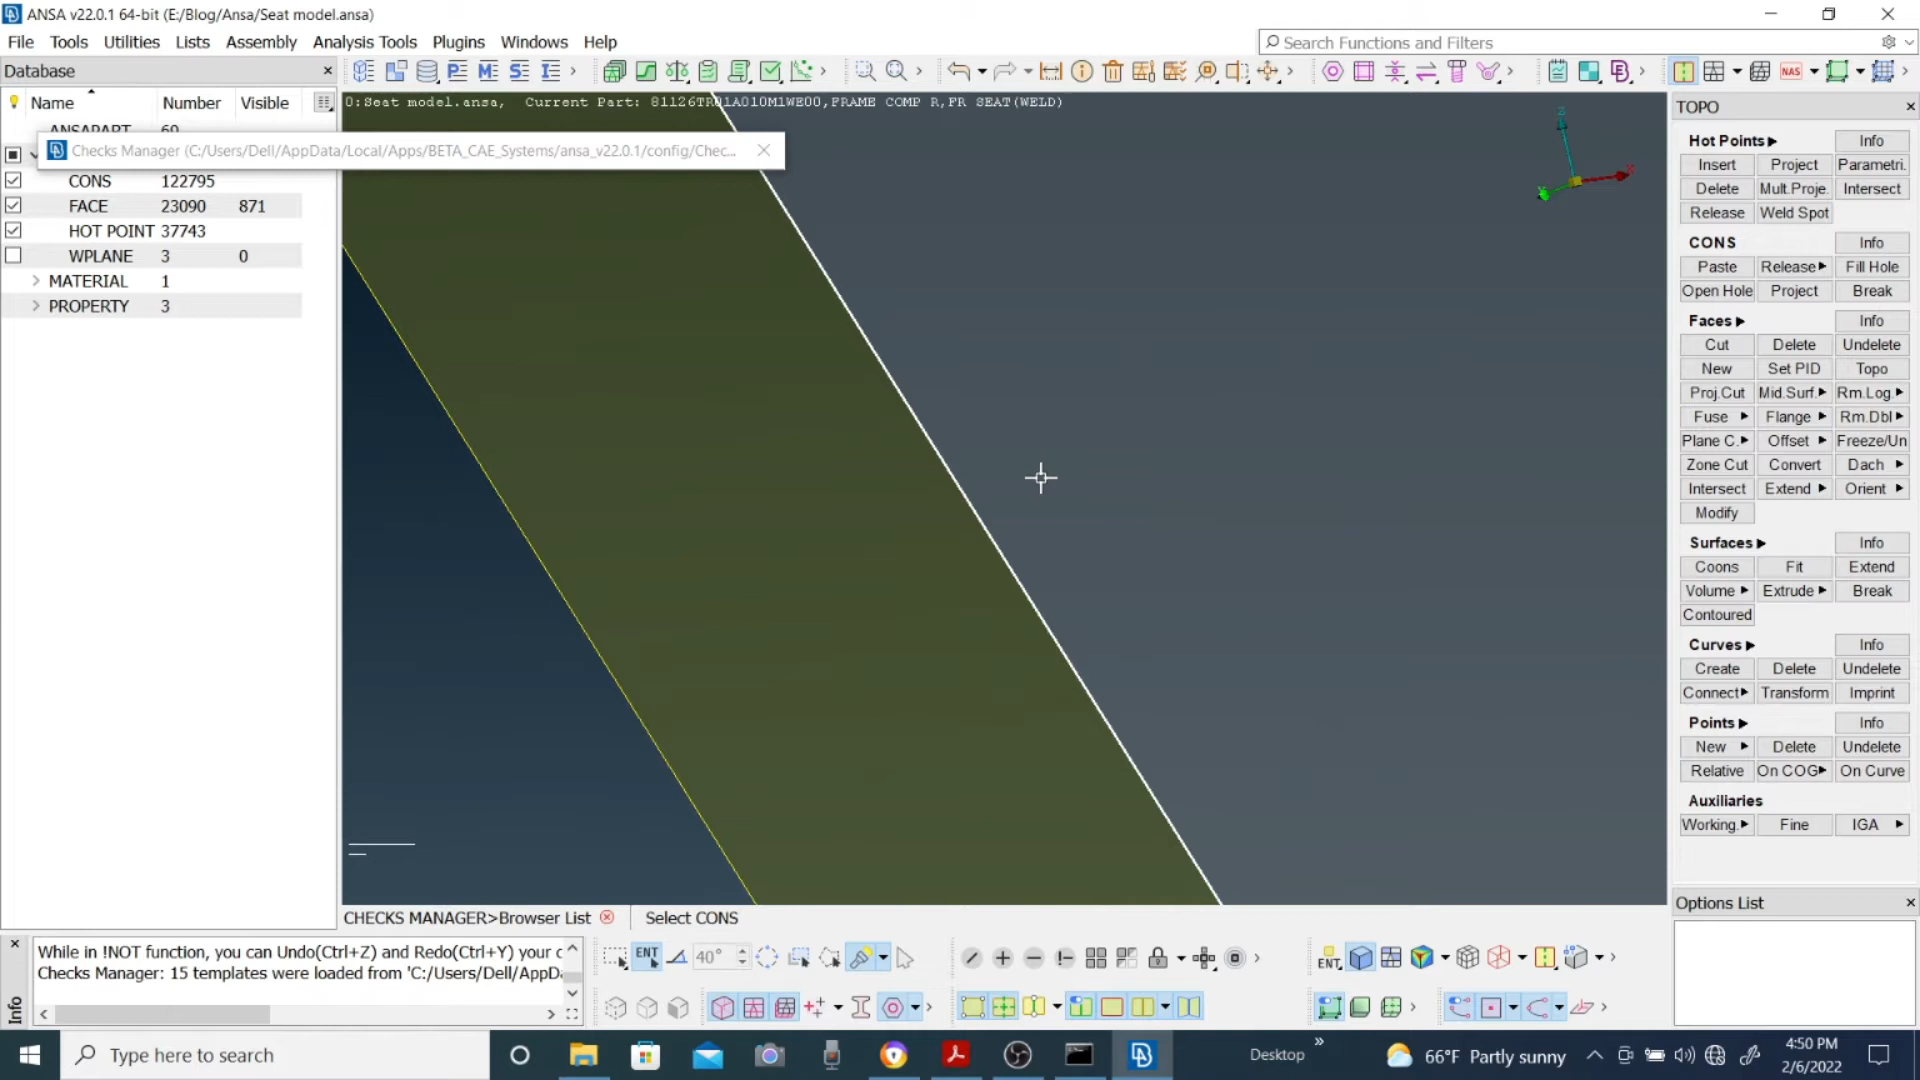 ANSA v22.0.1 64-bit (E:/Blog/Ansa/Seat model.ansa)
File Tools Utilities Lists Assembly Analysis Tools Plugins Windows Help
Search Functions and Filters
Database
Name Number Visible
0:Seat model.ansa, Current Part: 81126TR01A010M1WE00,FRAME COMP R,FR SEAT(WELD)
TOPO
ANSAPART 60
Checks Manager (C:/Users/Dell/AppData/Local/Apps/BETA_CAE_Systems/ansa_v22.0.1/config/Chec...
CONS 122795
FACE 23090 871
HOT POINT 37743
WPLANE 3 0
MATERIAL 1
PROPERTY 3
Hot Points Info
Insert Project Parametri.
Delete Mult.Proje. Intersect
Release Weld Spot
CONS Info
Paste Release Fill Hole
Open Hole Project Break
Faces Info
Cut Delete Undelete
New Set PID Topo
Proj.Cut Mid.Surf. Rm.Log.
Fuse Flange Rm.Dbl
Plane C. Offset Freeze/Un
Zone Cut Convert Dach
Intersect Extend Orient
Modify
Surfaces Info
Coons Fit Extend
Volume Extrude Break
Contoured
Curves Info
Create Delete Undelete
Connect Transform Imprint
Points Info
New Delete Undelete
Relative On COG On Curve
Auxiliaries
Working. Fine IGA
Options List
CHECKS MANAGER>Browser List Select CONS
While in !NOT function, you can Undo(Ctrl+Z) and Redo(Ctrl+Y) your c
Checks Manager: 15 templates were loaded from 'C:/Users/Dell/AppD
Info
ENT 40°
ENT
NAS
Type here to search
Desktop
66°F Partly sunny
4:50 PM
2/6/2022